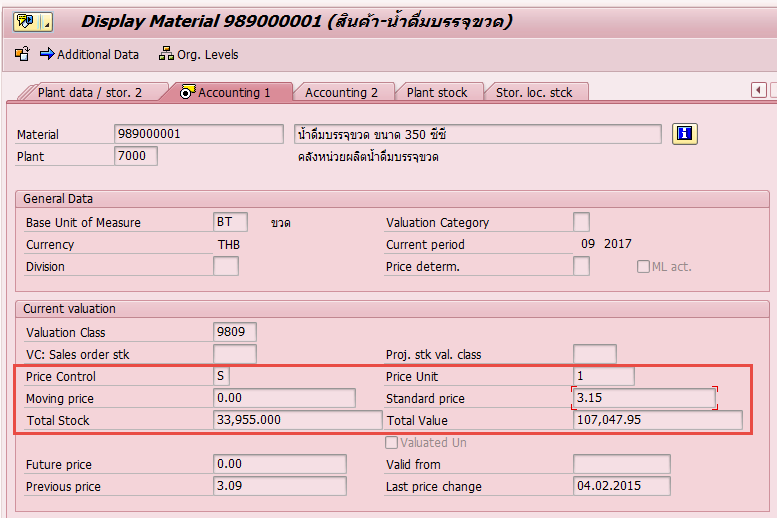 Display Material 989000001 (สินค้า-น้ำดื่มบรรจุขวด)
Additional Data Org. Levels
Plant data / stor. 2 Accounting 1 Accounting 2 Plant stock Stor. loc. stck
Material 989000001 น้ำดื่มบรรจุขวด ขนาด 350 ซีซี
Plant 7000 คลังหน่วยผลิตน้ำดื่มบรรจุขวด
General Data
Base Unit of Measure BT ขวด Valuation Category
Currency THB Current period 09 2017
Division Price determ. ML act.
Current valuation
Valuation Class 9809
VC: Sales order stk Proj. stk val. class
Price Control S Price Unit 1
Moving price 0.00 Standard price 3.15
Total Stock 33,955.000 Total Value 107,047.95
Valuated Un
Future price 0.00 Valid from
Previous price 3.09 Last price change 04.02.2015